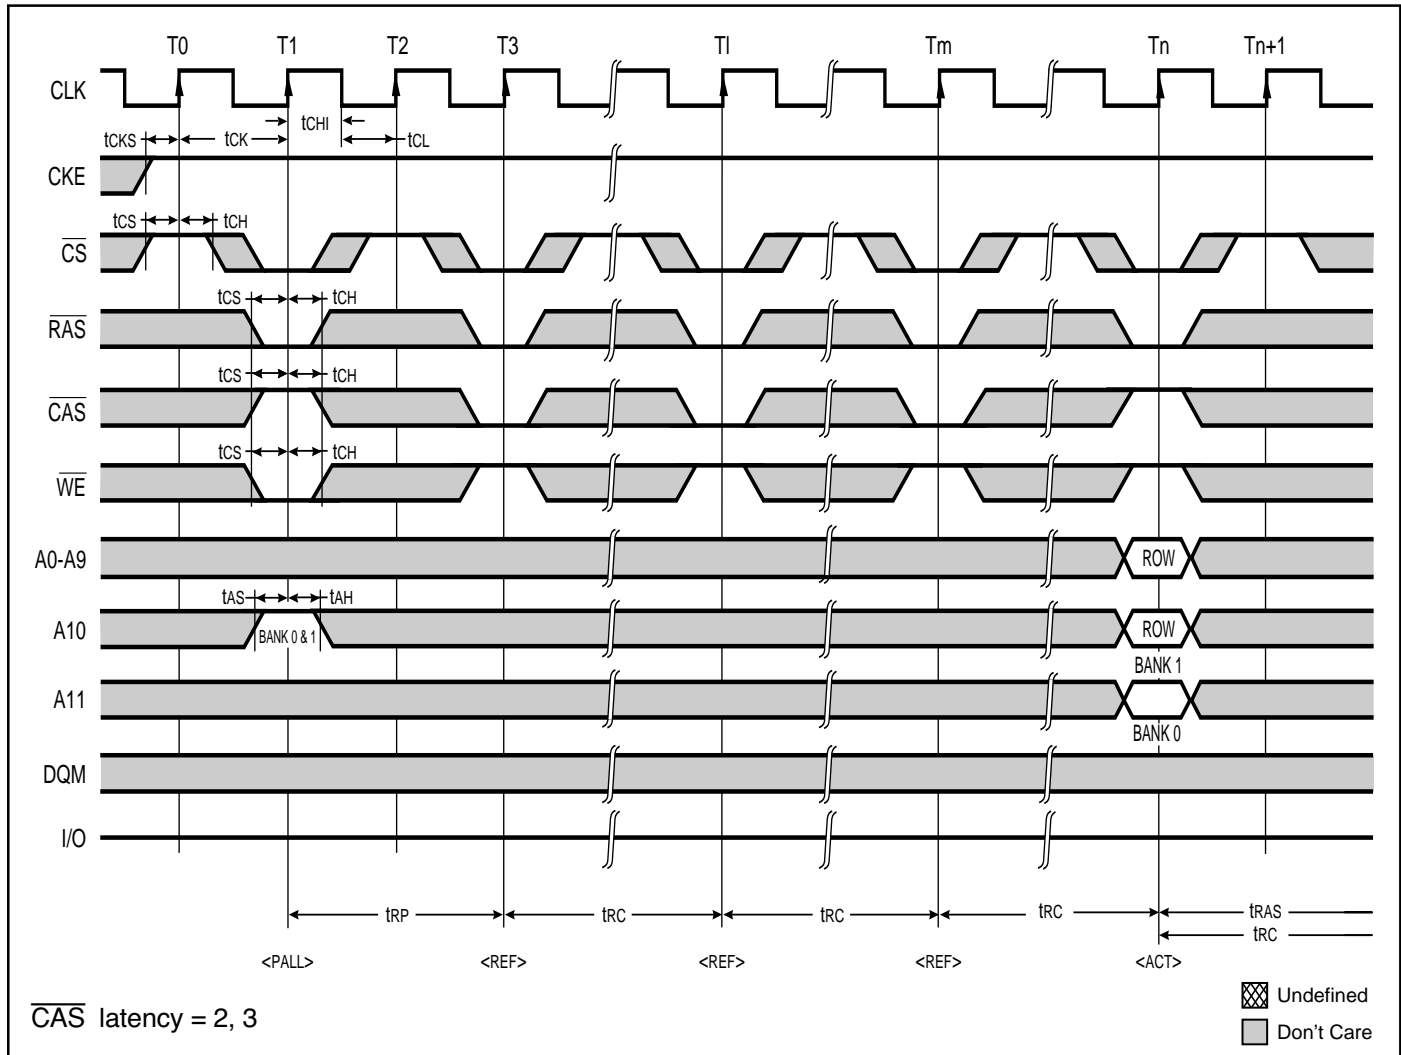 T0 T1 T2 T3 Tl Tm Tn Tn+1
CLK
tCHI
tCKS tCK tCL
CKE
tCS tCH
CS
tCS tCH
RAS
tCS tCH
CAS
tCS tCH
WE
A0-A9 ROW
tAS tAH
A10 BANK 0 & 1 ROW
BANK 1
A11
BANK 0
DQM
I/O
tRP tRC tRC tRC tRAS
tRC
<PALL> <REF> <REF> <REF> <ACT>
Undefined
CAS latency = 2, 3
Don't Care